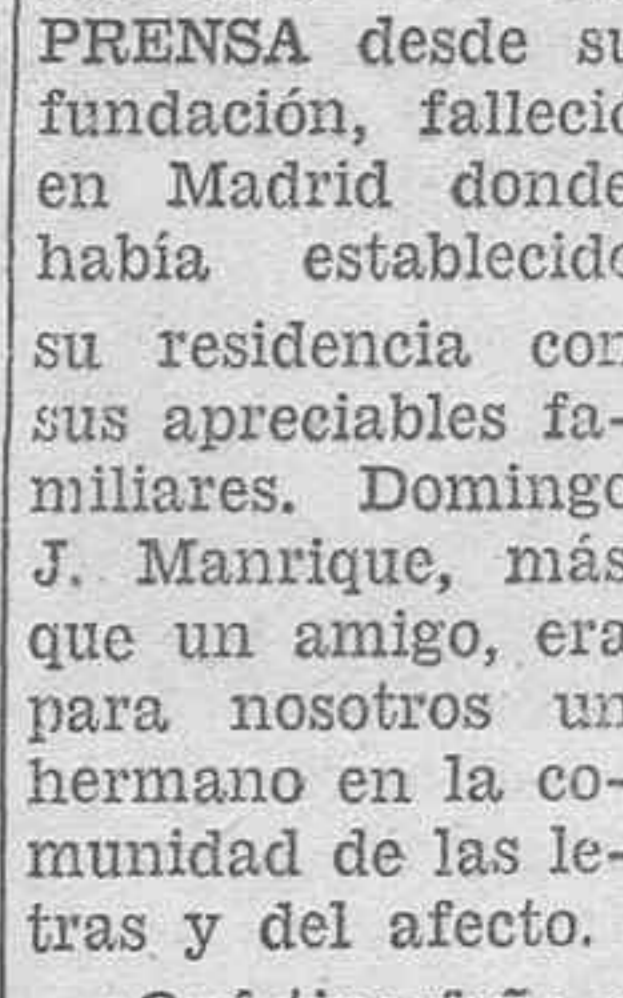 PRENSA desde su
fundación, falleció
en Madrid donde
había establecido
su residencia con
sus apreciables fa-
miliares. Domingo
J. Manrique, más
que un amigo, era
para nosotros un
hermano en la co-
munidad de las le-
tras y del afecto.